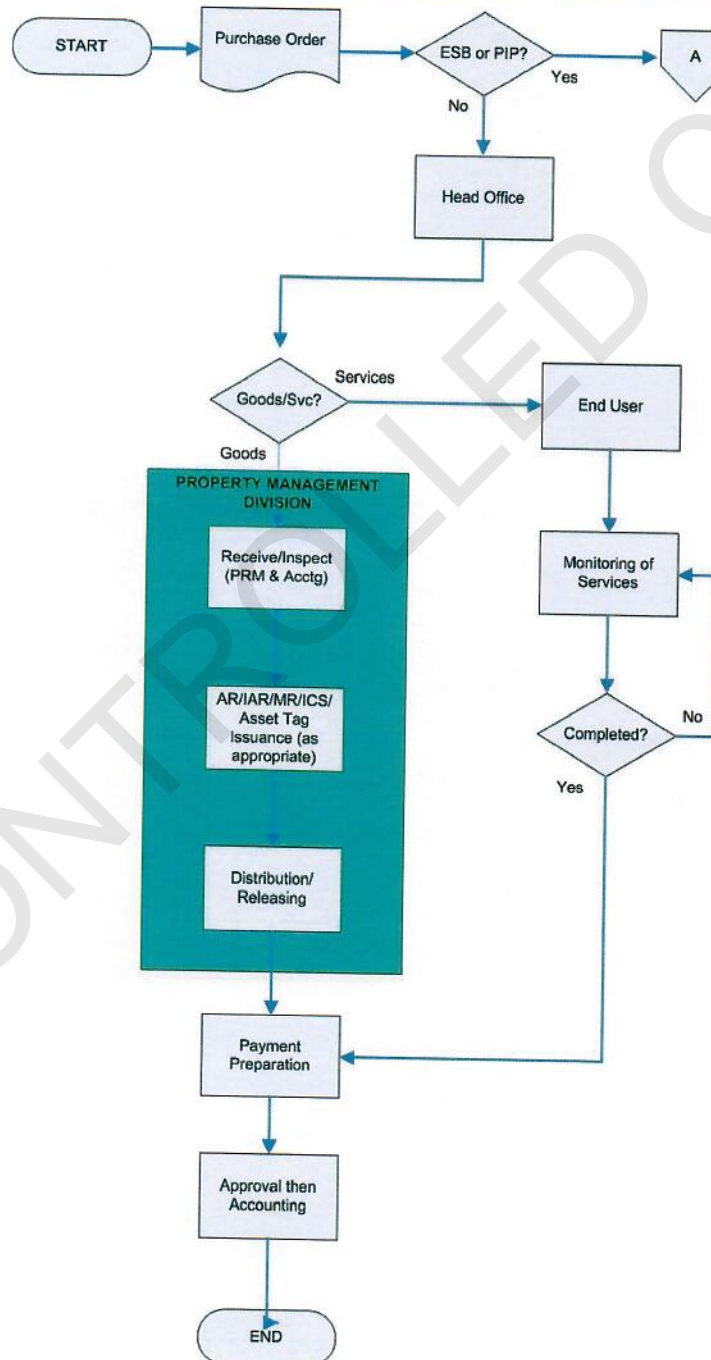 START
Purchase Order
ESB or PIP?
A
Yes
No
Head Office
Goods/Svc?
Services
End User
Goods
PROPERTY MANAGEMENT
DIVISION
Receive/Inspect
(PRM & Acctg)
Monitoring of
Services
AR/IAR/MR/ICS/
Asset Tag
Issuance (as
appropriate)
Completed?
No
Yes
Distribution/
Releasing
Payment
Preparation
Approval then
Accounting
END